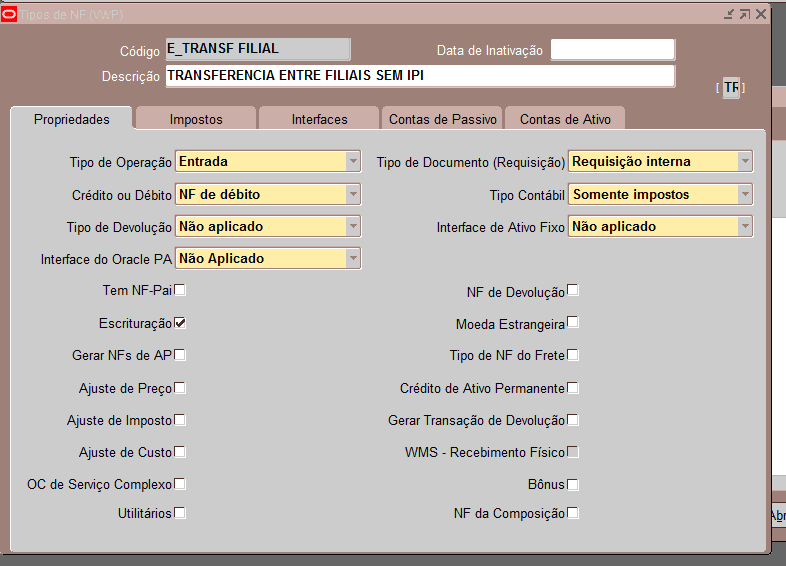 Tipos de NF (VWP)
Código E_TRANSF FILIAL Data de Inativação
Descrição TRANSFERENCIA ENTRE FILIAIS SEM IPI
[ TR ]
Propriedades Impostos Interfaces Contas de Passivo Contas de Ativo
Tipo de Operação Entrada Tipo de Documento (Requisição) Requisição interna
Crédito ou Débito NF de débito Tipo Contábil Somente impostos
Tipo de Devolução Não aplicado Interface de Ativo Fixo Não aplicado
Interface do Oracle PA Não Aplicado
Tem NF-Pai NF de Devolução
Escrituração Moeda Estrangeira
Gerar NFs de AP Tipo de NF do Frete
Ajuste de Preço Crédito de Ativo Permanente
Ajuste de Imposto Gerar Transação de Devolução
Ajuste de Custo WMS - Recebimento Físico
OC de Serviço Complexo Bônus
Abr
Utilitários NF da Composição